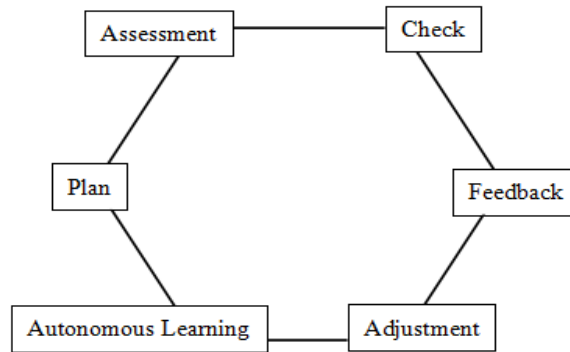 Assessment
Check
Plan
Feedback
Autonomous Learning
Adjustment